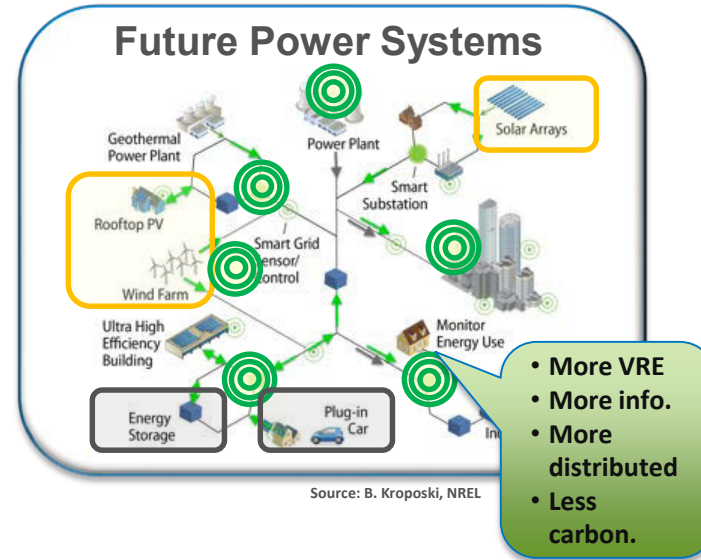 Future Power Systems
Geothermal
Power Plant
Power Plant
Solar Arrays
Rooftop PV
Smart
Substation
Smart Grid
Control
Wind Farm
Ultra High
Efficiency
Building
Monitor
Energy Use
Energy
Storage
Plug-in
Car
• More VRE
• More info.
• More
distributed
• Less
carbon.
Source: B. Kroposki, NREL